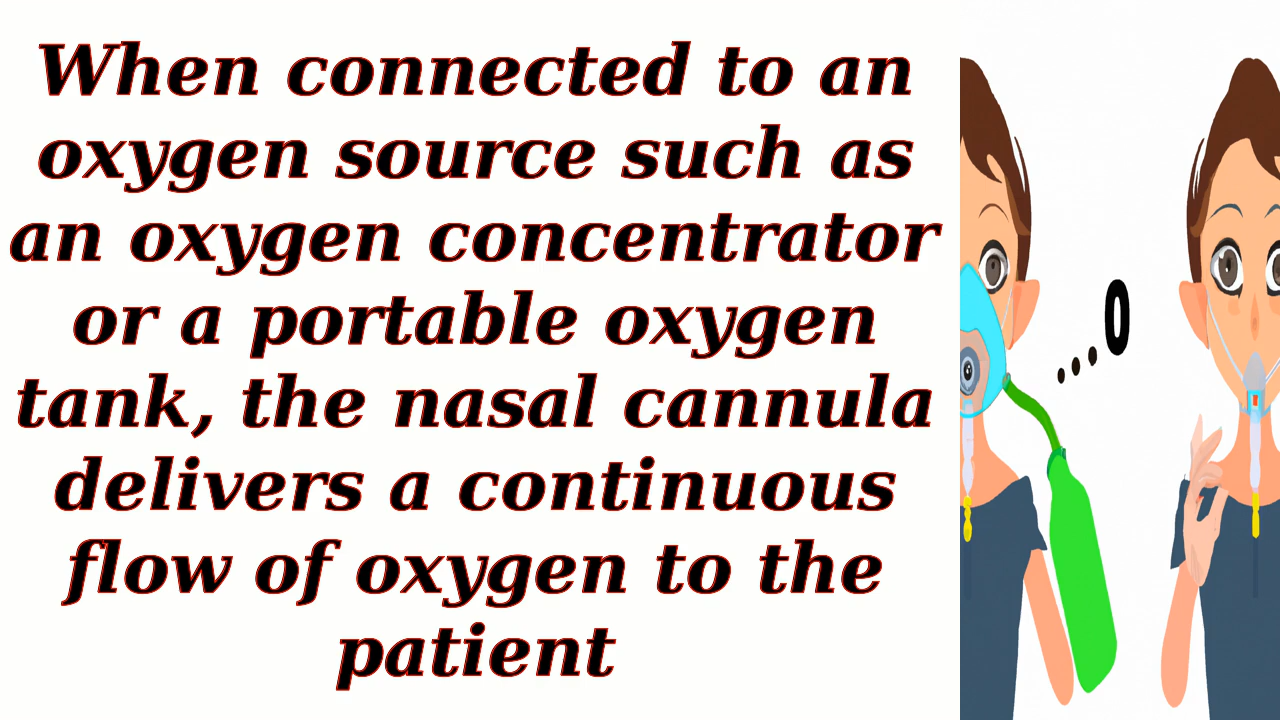 When connected to an
oxygen source such as
an oxygen concentrator
or a portable oxygen
tank, the nasal cannula
delivers a continuous
flow of oxygen to the
patient
0